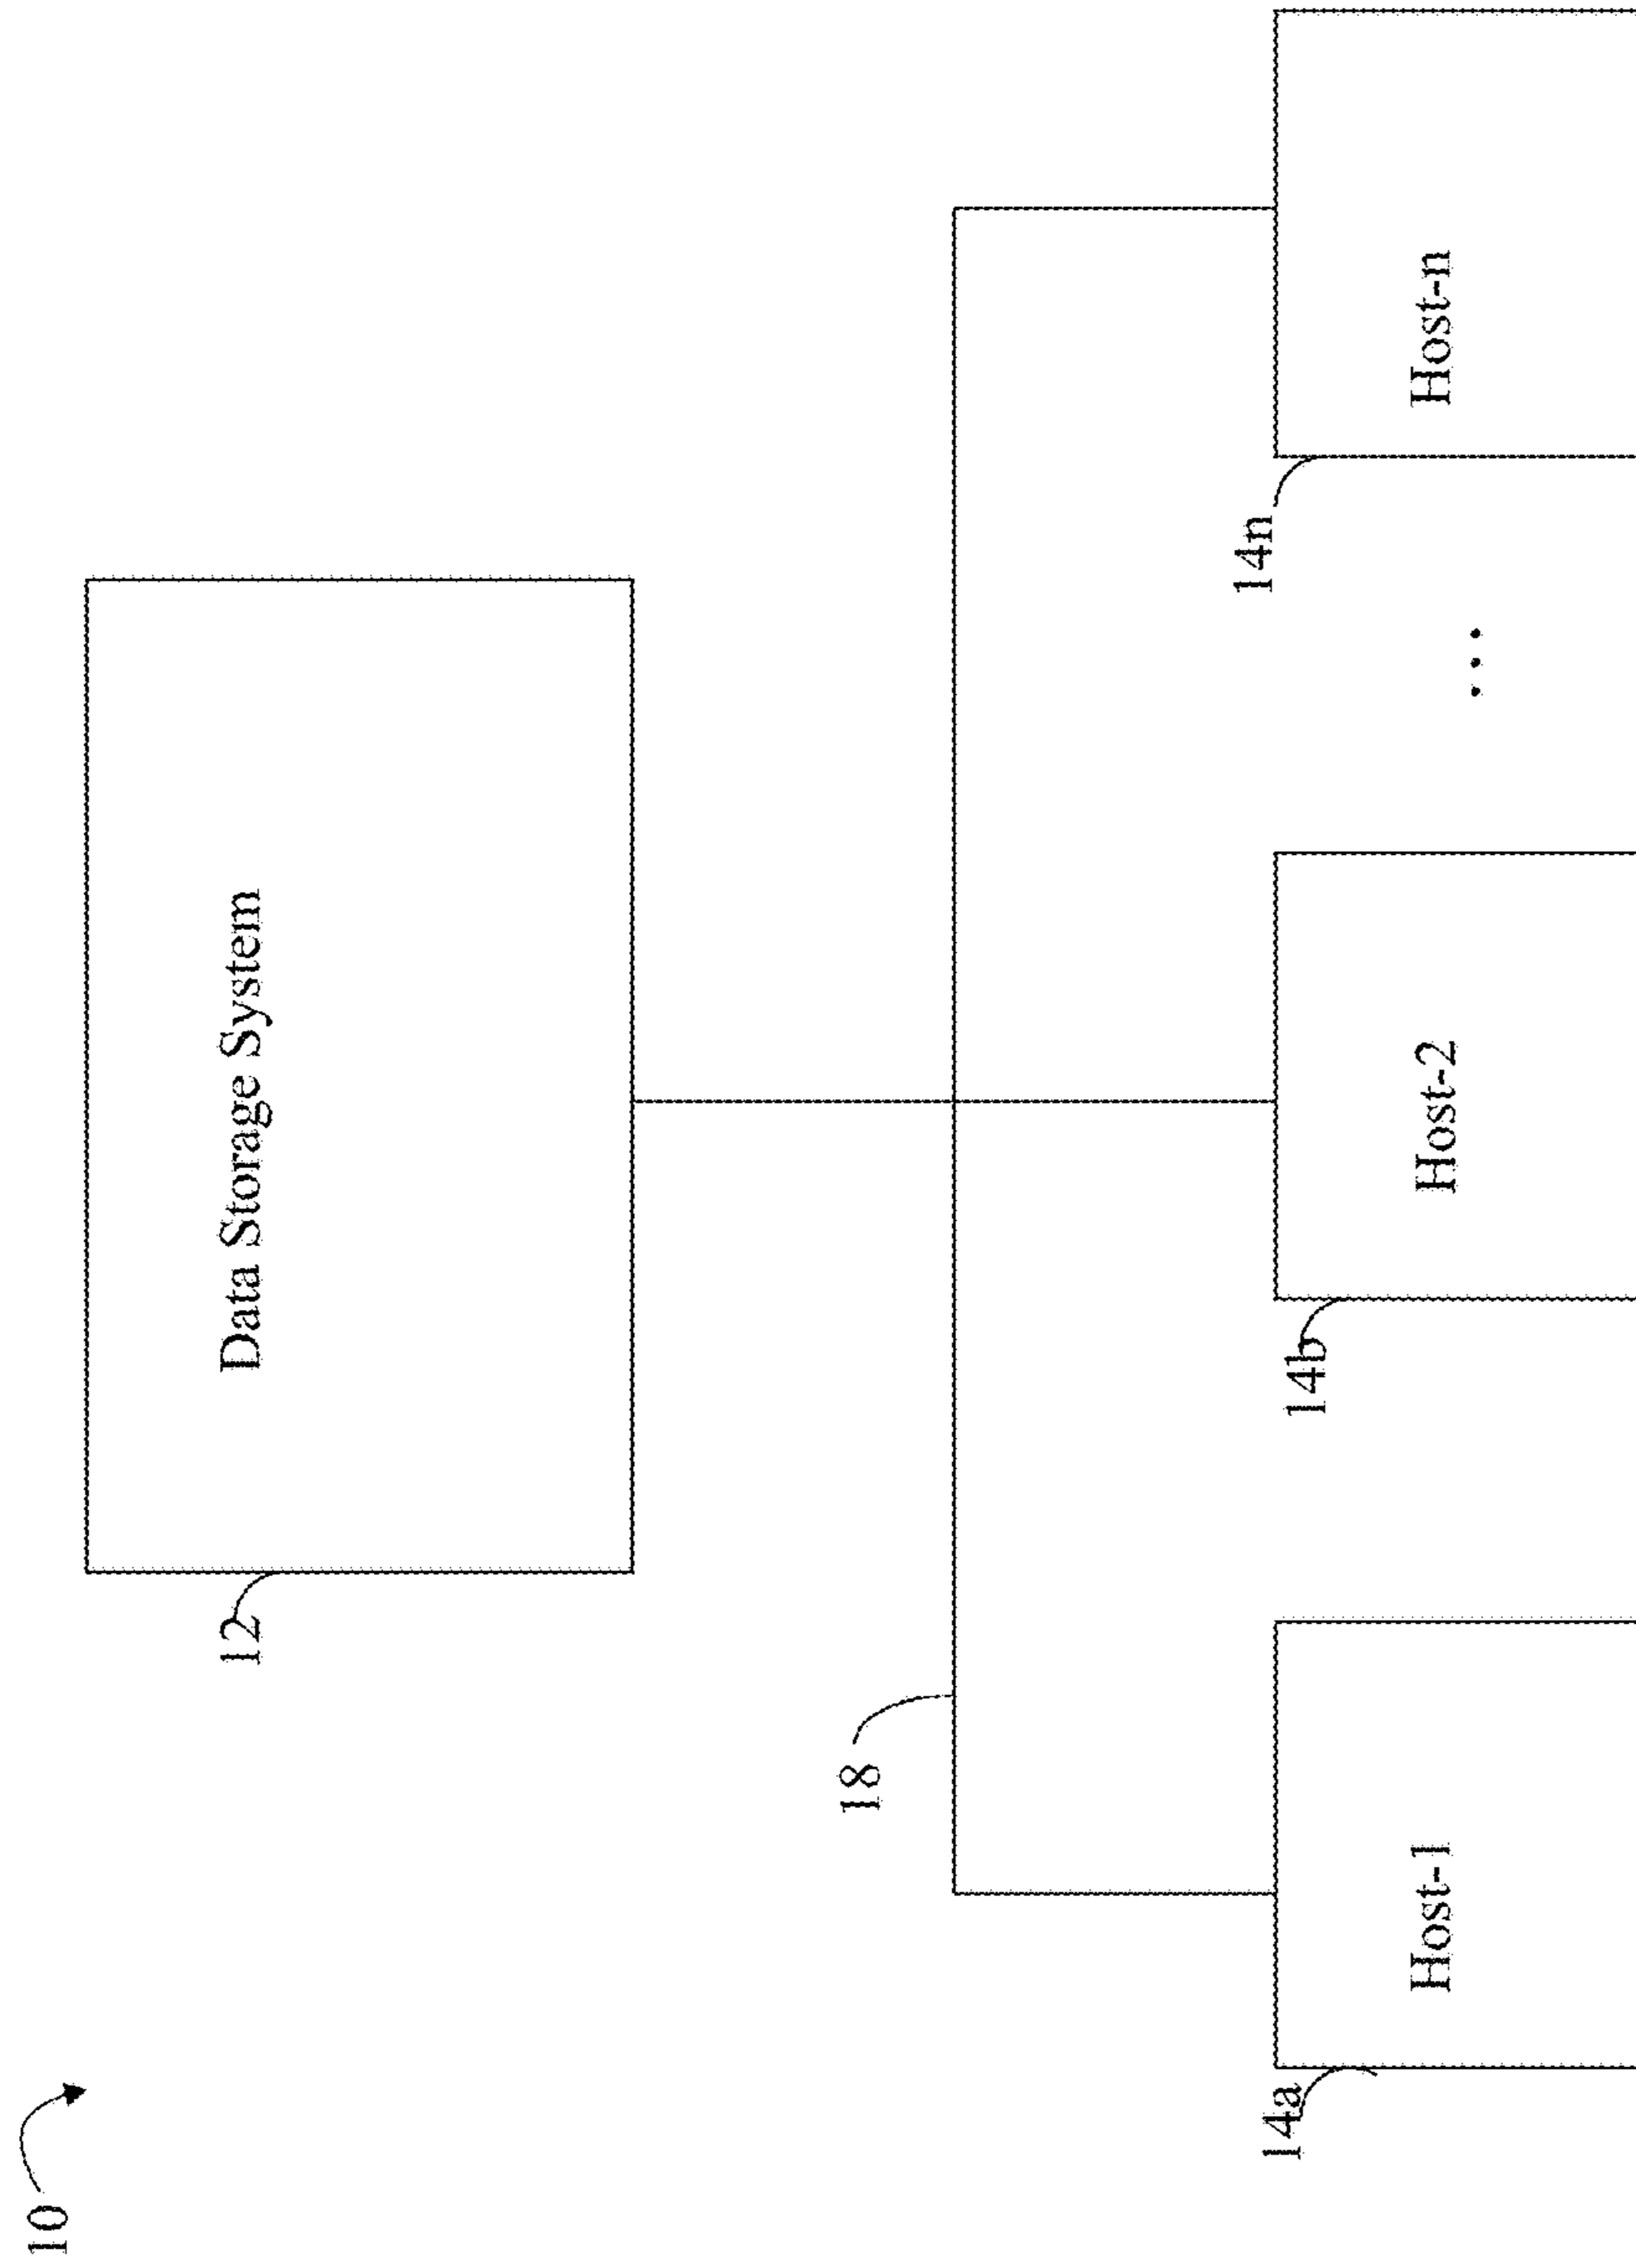 10
12
Data Storage System
18
14a
Host-1
14b
Host-2
...
14n
Host-n